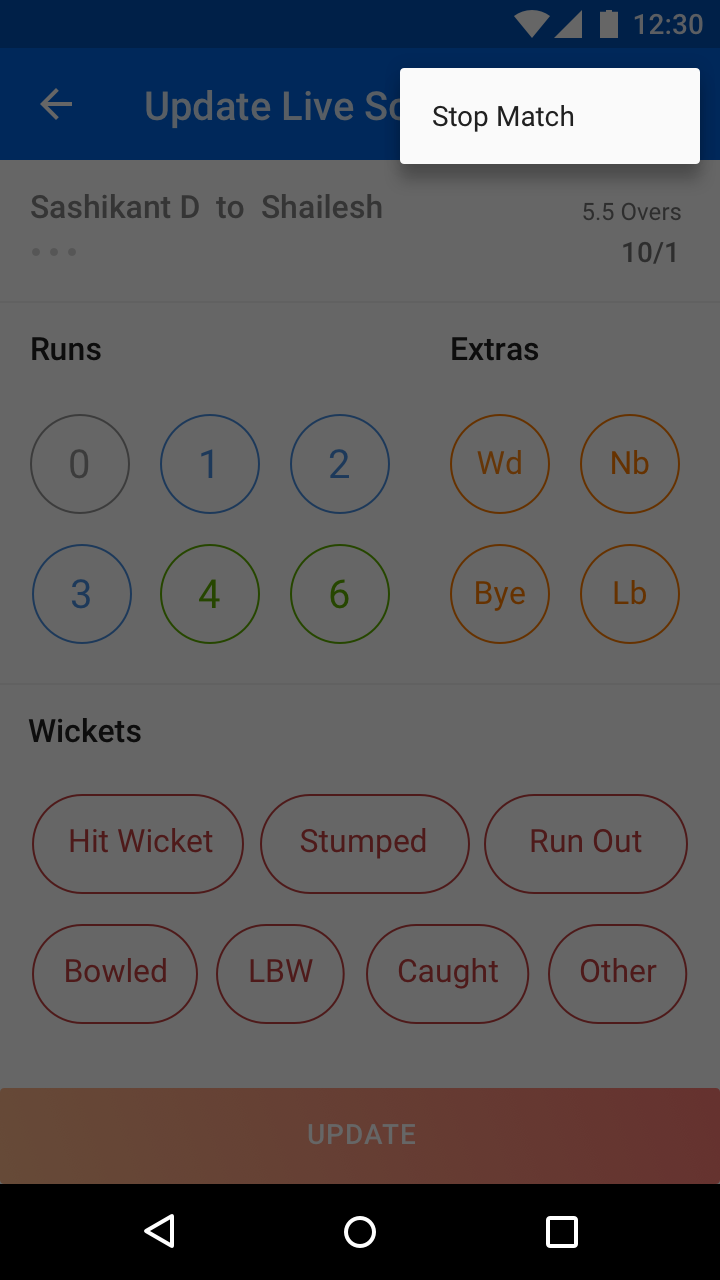 12:30
Update Live Sc
Stop Match
Sashikant D to Shailesh
5.5 Overs
10/1
Runs
Extras
0 1 2 Wd Nb
3 4 6 Bye Lb
Wickets
Hit Wicket Stumped Run Out
Bowled LBW Caught Other
UPDATE